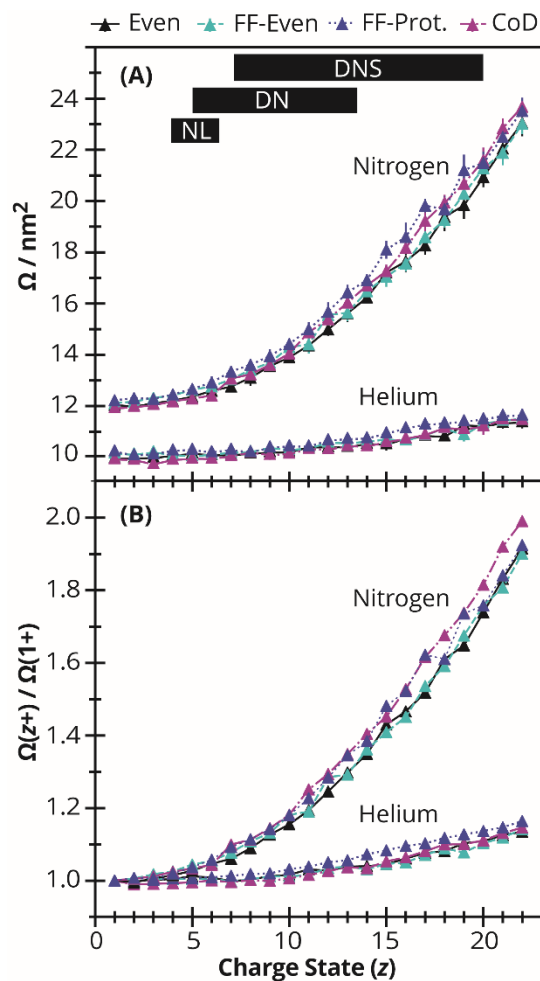 Even FF-Even FF-Prot. CoD
(A)
DNS
DN
NL
Nitrogen
Helium
Ω / nm²
24
22
20
18
16
14
12
10
(B)
Nitrogen
Helium
Ω(z+) / Ω(1+)
2.0
1.8
1.6
1.4
1.2
1.0
0 5 10 15 20
Charge State (z)